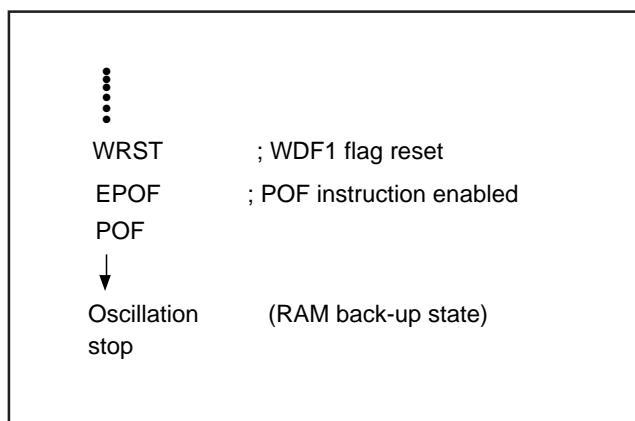 WRST ; WDF1 flag reset
EPOF ; POF instruction enabled
POF
Oscillation (RAM back-up state)
stop